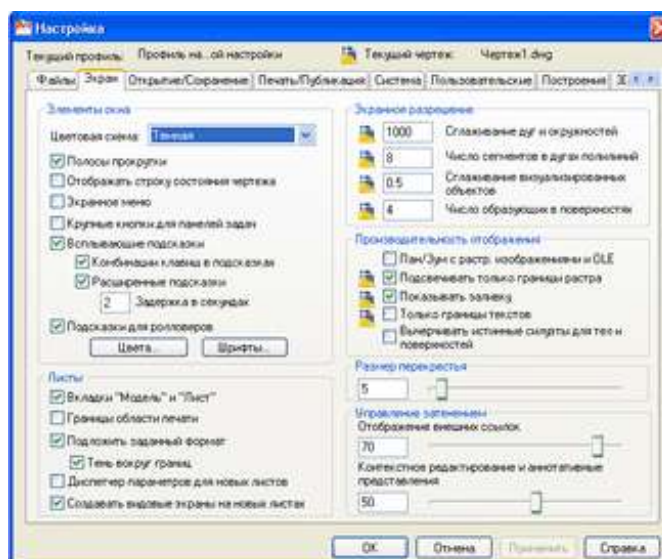 Настройка
Текущий профиль: Профиль на...ой настройки Текущий чертеж: Чертеж1.dwg
Файлы Экран Открытие/Сохранение Печать/Публикация Система Пользовательские Построения
Элементы окна
Цветовая схема: Темная
Полосы прокрутки
Отображать строку состояния чертежа
Экранное меню
Крупные кнопки для панелей задач
Всплывающие подсказки
Комбинации клавиш в подсказках
Расширенные подсказки
2 Задержка в секундах
Подсказки для ролловеров
Цвета... Шрифты...
Листы
Вкладки "Модель" и "Лист"
Границы области печати
Подложить заданный формат
Тень вокруг границ
Диспетчер параметров для новых листов
Создавать видовые экраны на новых листах
Экранное разрешение
1000 Сглаживание дуг и окружностей
8 Число сегментов в дугах полилиний
0.5 Сглаживание визуализированных
объектов
4 Число образующих в поверхностях
Производительность отображения
Пан/Зум с растр. изображениями и OLE
Подсвечивать только границы растра
Показывать заливку
Только границы текстов
Вычерчивать истинные силуэты для тел и
поверхностей
Размер перекрестья
5
Управление затенением
Отображение внешних ссылок
70
Контекстное редактирование и аннотативные
представления
50
ОК Отмена Применить Справка